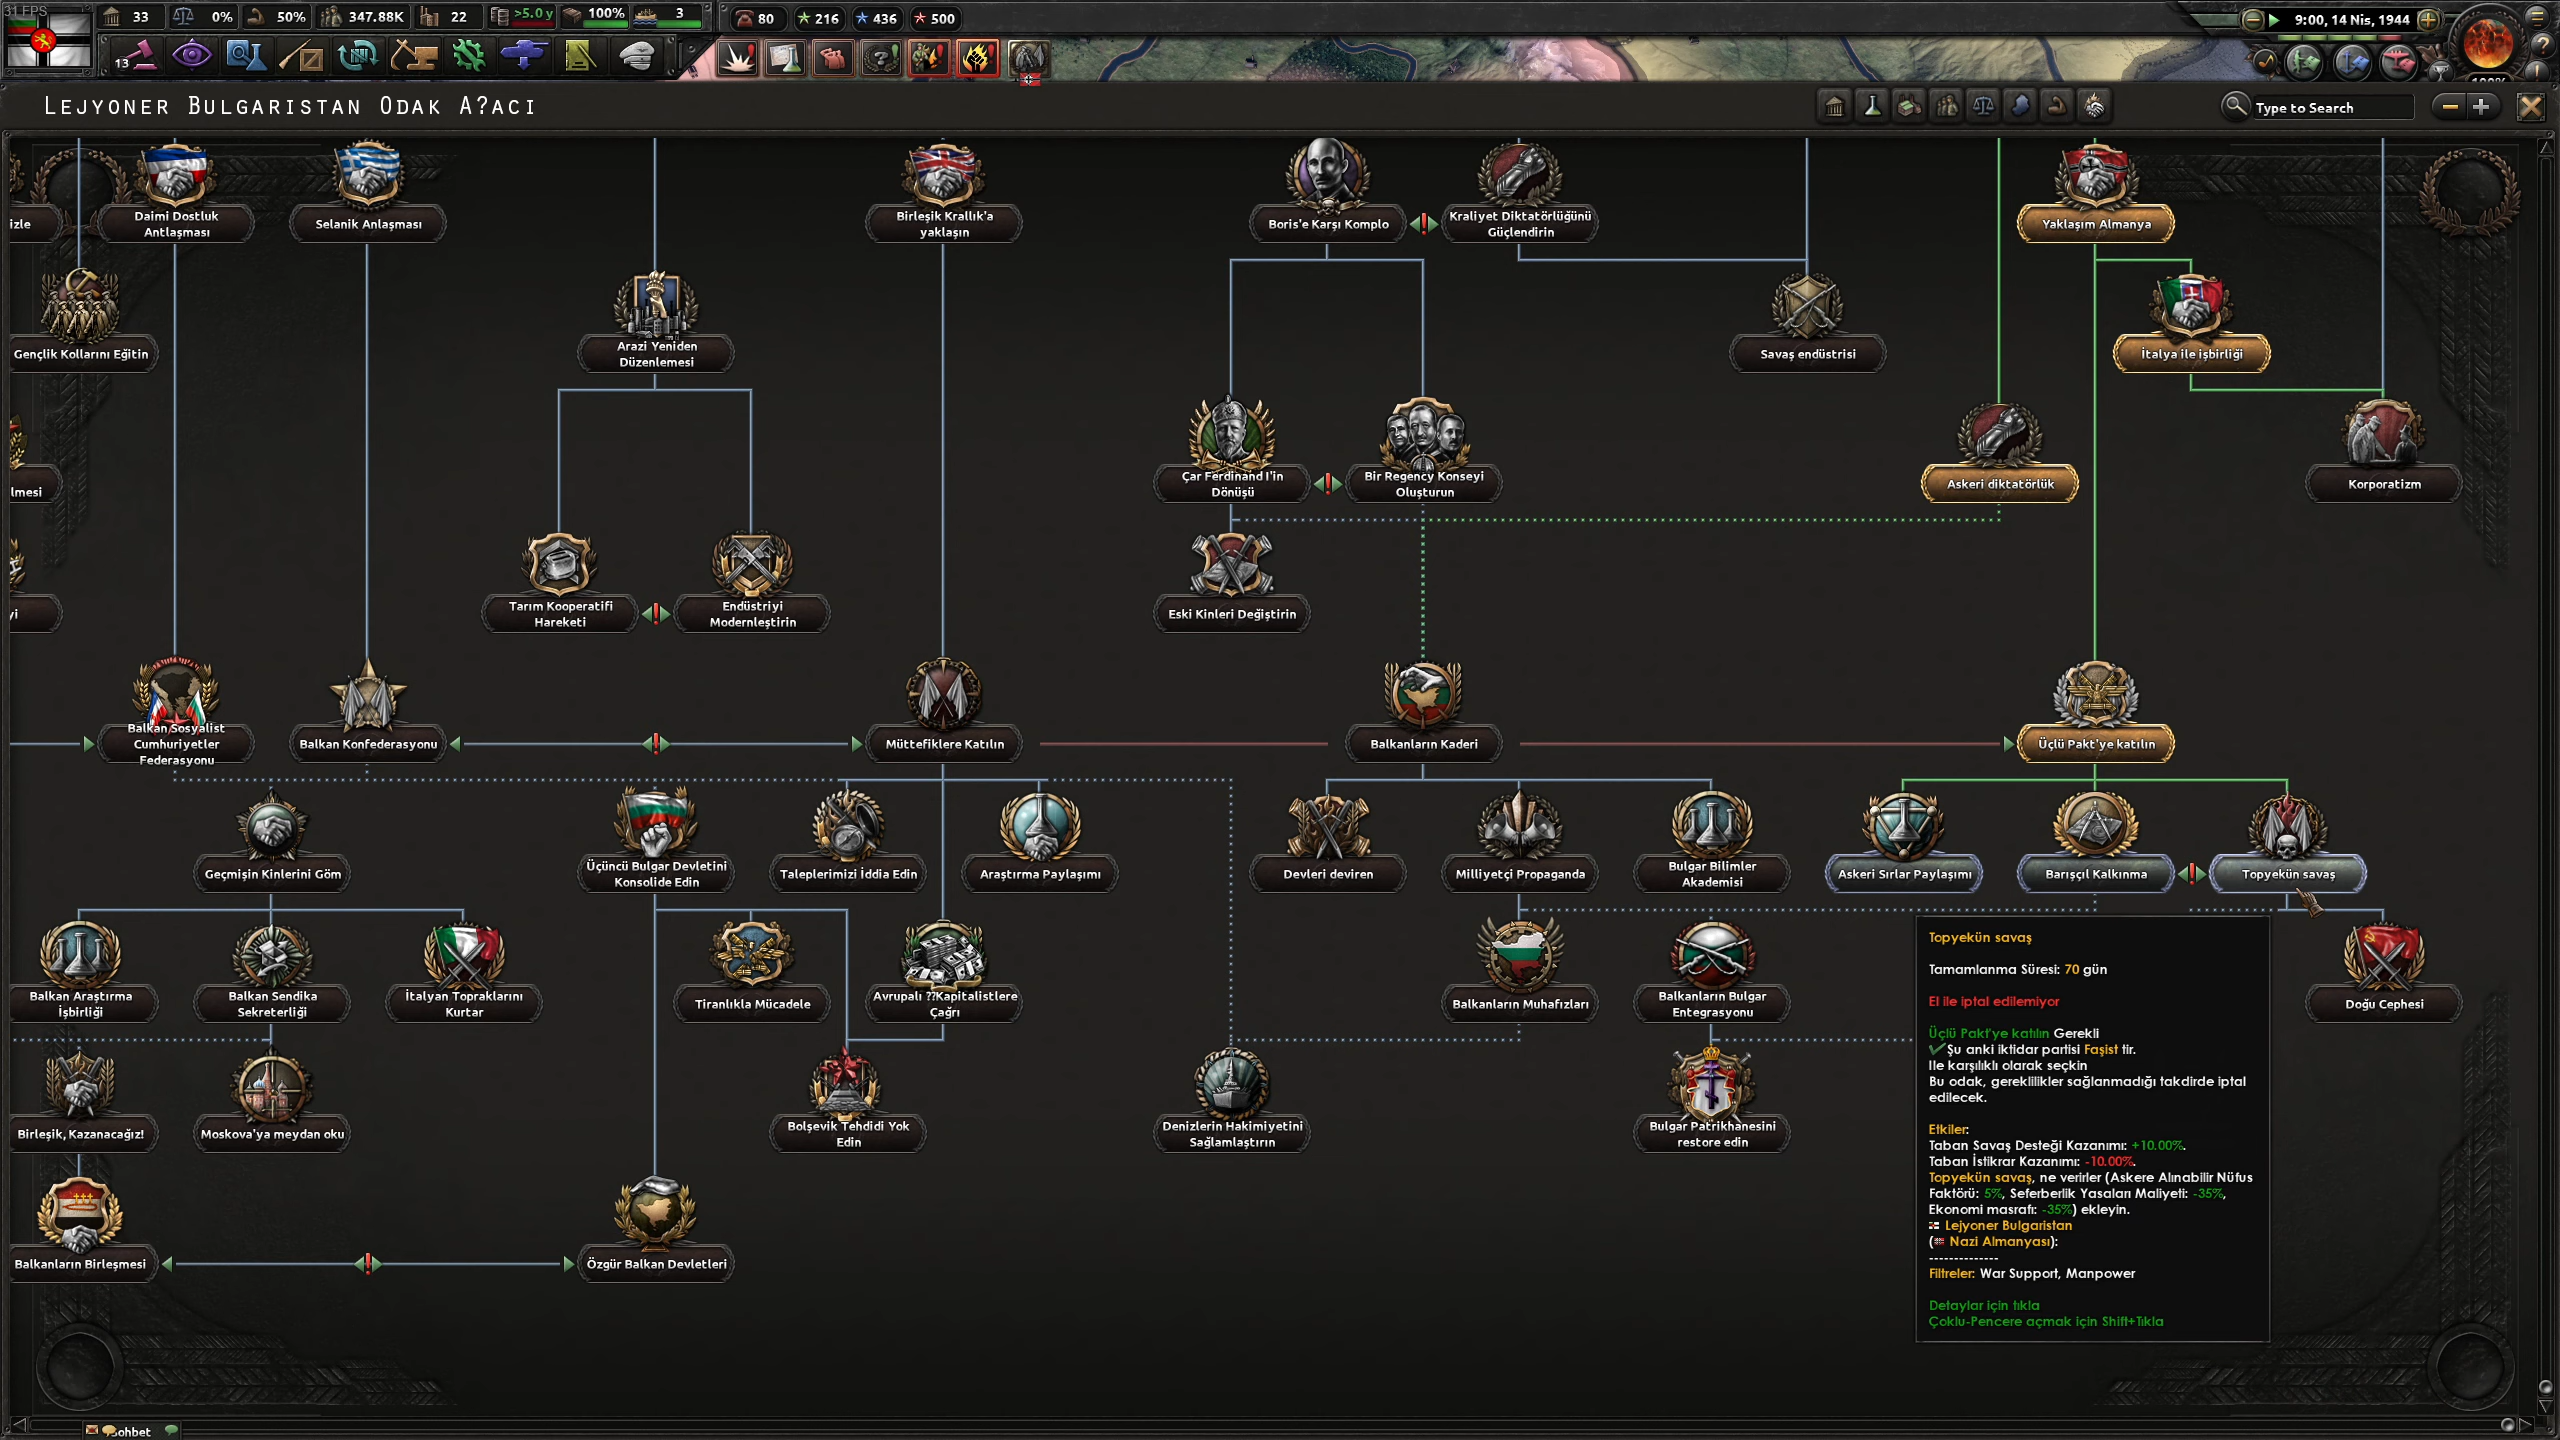 31 FPS
33
0%
50%
347.88K
22
>5.0 y
100%
3
80
216
436
500
9:00, 14 Nis, 1944
13
100%
LEJYONER BULGARISTAN ODAK A?ACI
Type to Search
izle
Daimi Dostluk
Antlaşması
Selanik Anlaşması
Birleşik Krallık'a
yaklaşın
Boris'e Karşı Komplo
Kraliyet Diktatörlüğünü
Güçlendirin
Yaklaşım Almanya
Gençlik Kollarını Eğitin
Arazi Yeniden
Düzenlemesi
Savaş endüstrisi
İtalya ile işbirliği
lmesi
Çar Ferdinand I'in
Dönüşü
Bir Regency Konseyi
Oluşturun
Askeri diktatörlük
Korporatizm
yi
Tarım Kooperatifi
Hareketi
Endüstriyi
Modernleştirin
Eski Kinleri Değiştirin
Balkan Sosyalist
Cumhuriyetler
Federasyonu
Balkan Konfederasyonu
Müttefiklere Katılın
Balkanların Kaderi
Üçlü Pakt'ye katılın
Geçmişin Kinlerini Göm
Üçüncü Bulgar Devletini
Konsolide Edin
Taleplerimizi İddia Edin
Araştırma Paylaşımı
Devleri deviren
Milliyetçi Propaganda
Bulgar Bilimler
Akademisi
Askeri Sırlar Paylaşımı
Barışçıl Kalkınma
Topyekün savaş
Balkan Araştırma
İşbirliği
Balkan Sendika
Sekreterliği
İtalyan Topraklarını
Kurtar
Tiranlıkla Mücadele
Avrupalı ??Kapitalistlere
Çağrı
Balkanların Muhafızları
Balkanların Bulgar
Entegrasyonu
Doğu Cephesi
Birleşik, Kazanacağız!
Moskova'ya meydan oku
Bolşevik Tehdidi Yok
Edin
Denizlerin Hakimiyetini
Sağlamlaştırın
Bulgar Patrikhanesini
restore edin
Balkanların Birleşmesi
Özgür Balkan Devletleri
Topyekün savaş
Tamamlanma Süresi: 70 gün
El ile iptal edilemiyor
Üçlü Pakt'ye katılın Gerekli
Şu anki iktidar partisi Faşist tir.
Ile karşılıklı olarak seçkin
Bu odak, gereklilikler sağlanmadığı takdirde iptal
edilecek.
Etkiler:
Taban Savaş Desteği Kazanımı: +10.00%.
Taban İstikrar Kazanımı: -10.00%.
Topyekün savaş, ne verirler (Askere Alınabilir Nüfus
Faktörü: 5%, Seferberlik Yasaları Maliyeti: -35%,
Ekonomi masrafı: -35%) ekleyin.
Lejyoner Bulgaristan
(Nazi Almanyası):
--------------
Filtreler: War Support, Manpower
Detaylar için tıkla
Çoklu-Pencere açmak için Shift+Tıkla
Sohbet